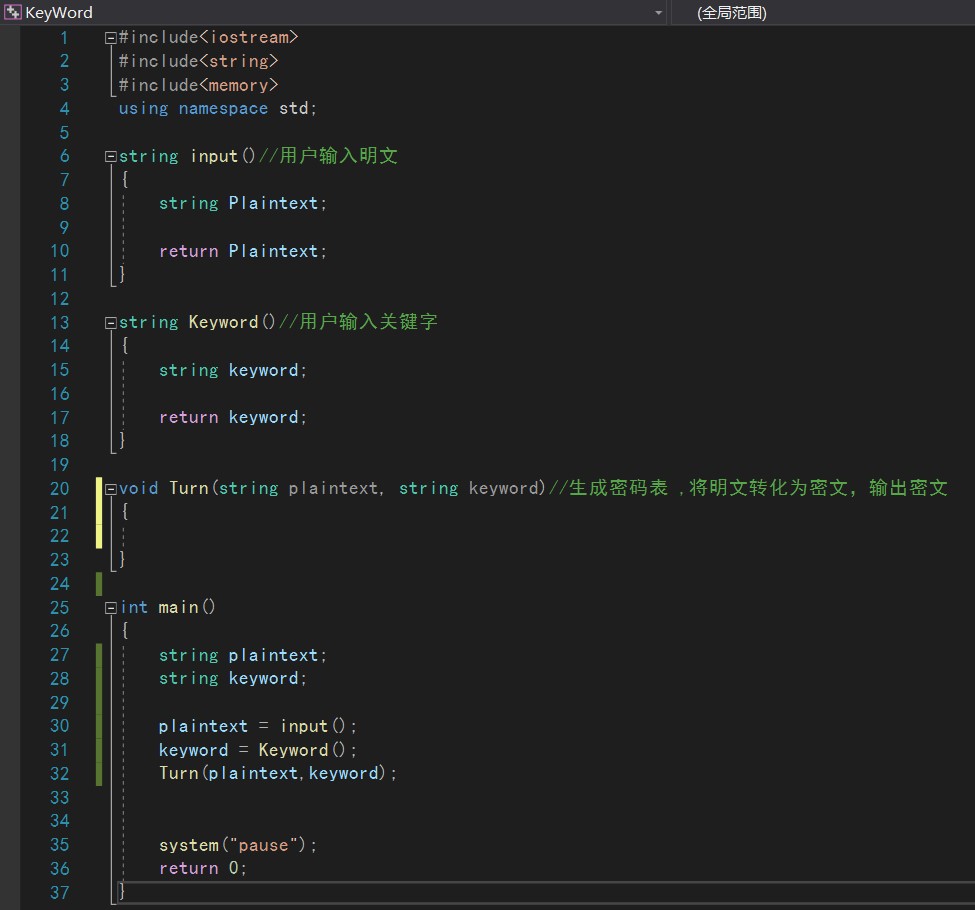 KeyWord (全局范围)
1 #include<iostream>
2 #include<string>
3 #include<memory>
4 using namespace std;
5
6 string input()//用户输入明文
7 {
8 string Plaintext;
9
10 return Plaintext;
11 }
12
13 string Keyword()//用户输入关键字
14 {
15 string keyword;
16
17 return keyword;
18 }
19
20 void Turn(string plaintext, string keyword)//生成密码表 ,将明文转化为密文, 输出密文
21 {
22
23 }
24
25 int main()
26 {
27 string plaintext;
28 string keyword;
29
30 plaintext = input();
31 keyword = Keyword();
32 Turn(plaintext,keyword);
33
34
35 system("pause");
36 return 0;
37 }